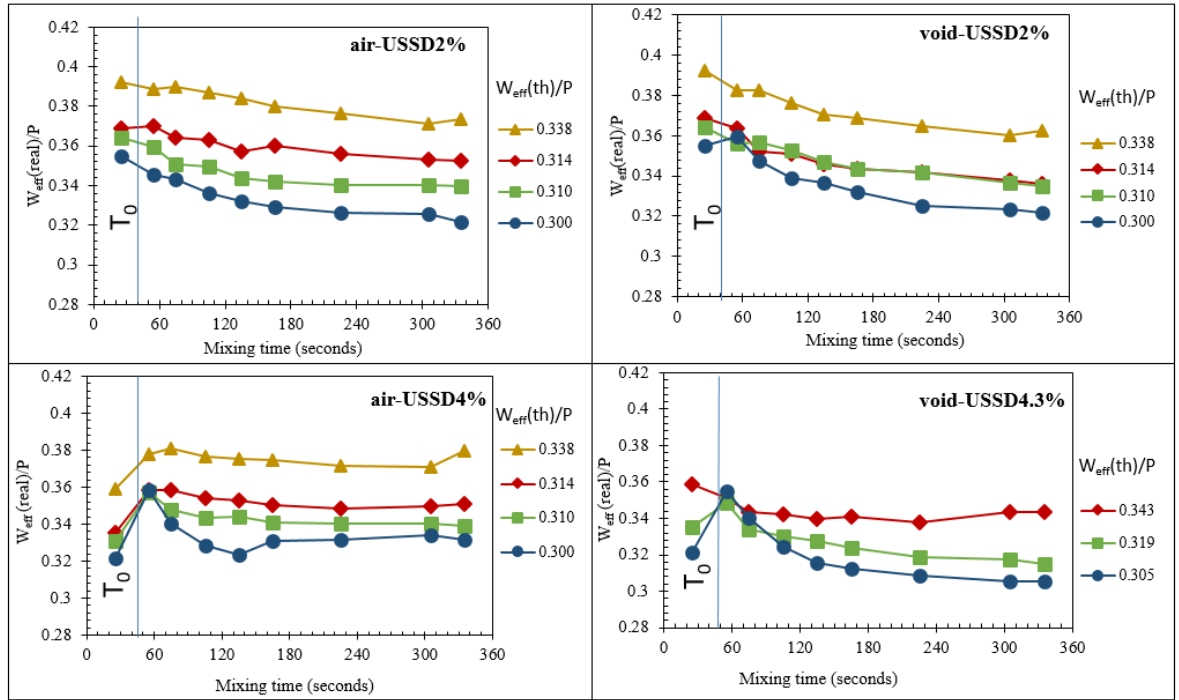 air-USSD2%
0.42
0.4
0.38
0.36
0.34
0.32
0.3
0.28
Weff(real)/P
T0
0 60 120 180 240 300 360
Mixing time (seconds)
Weff(th)/P
0.338
0.314
0.310
0.300
void-USSD2%
0.42
0.4
0.38
0.36
0.34
0.32
0.3
0.28
Weff(real)/P
T0
0 60 120 180 240 300 360
Mixing time (seconds)
Weff(th)/P
0.338
0.314
0.310
0.300
air-USSD4%
0.42
0.4
0.38
0.36
0.34
0.32
0.3
0.28
Weff (real)/P
T0
0 60 120 180 240 300 360
Mixing time (seconds)
Weff(th)/P
0.338
0.314
0.310
0.300
void-USSD4.3%
0.42
0.4
0.38
0.36
0.34
0.32
0.3
0.28
Weff (real)/P
T0
0 60 120 180 240 300 360
Mixing time (seconds)
Weff(th)/P
0.343
0.319
0.305